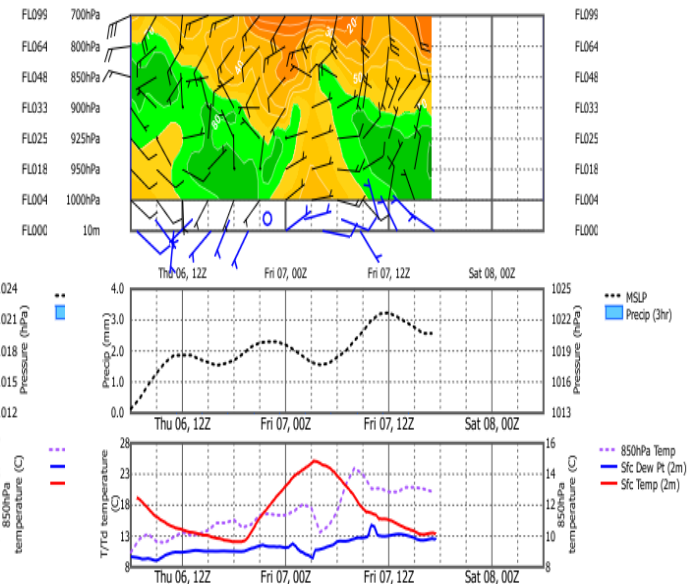 FL099 700hPa FL099
FL064 800hPa FL064
FL048 850hPa FL048
FL033 900hPa FL033
FL025 925hPa FL025
FL018 950hPa FL018
FL004 1000hPa FL004
FL000 10m FL000
20
50
80
Thu 06, 12Z Fri 07, 00Z Fri 07, 12Z Sat 08, 00Z
024 4.0 1025
021 3.0 1022
018 2.0 1019
015 1.0 1016
012 0.0 1013
Pressure (hPa)
Precip (mm)
Pressure (hPa)
MSLP
Precip (3hr)
Thu 06, 12Z Fri 07, 00Z Fri 07, 12Z Sat 08, 00Z
28 16
23 14
18 12
13 10
8 8
850hPa
temperature (C)
T/Td temperature
(C)
850hPa
temperature (C)
850hPa Temp
Sfc Dew Pt (2m)
Sfc Temp (2m)
Thu 06, 12Z Fri 07, 00Z Fri 07, 12Z Sat 08, 00Z